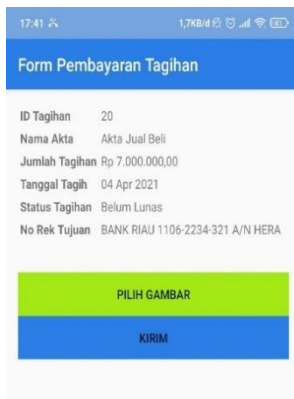 17:41 1,7KB/d 81
Form Pembayaran Tagihan
ID Tagihan 20
Nama Akta Akta Jual Beli
Jumlah Tagihan Rp 7.000.000,00
Tanggal Tagih 04 Apr 2021
Status Tagihan Belum Lunas
No Rek Tujuan BANK RIAU 1106-2234-321 A/N HERA
PILIH GAMBAR
KIRIM